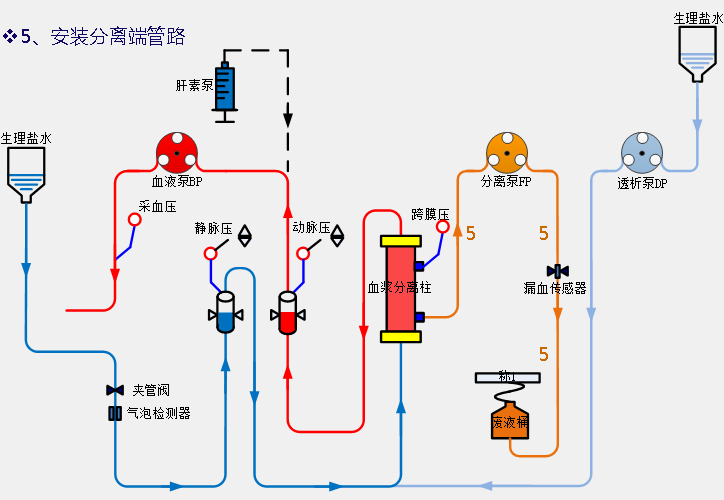 ❖5、安装分离端管路
生理盐水
肝素泵
生理盐水
血液泵BP
分离泵FP
透析泵DP
采血压
静脉压
动脉压
跨膜压
5
5
血浆分离柱
漏血传感器
5
称1
夹管阀
气泡检测器
废液桶